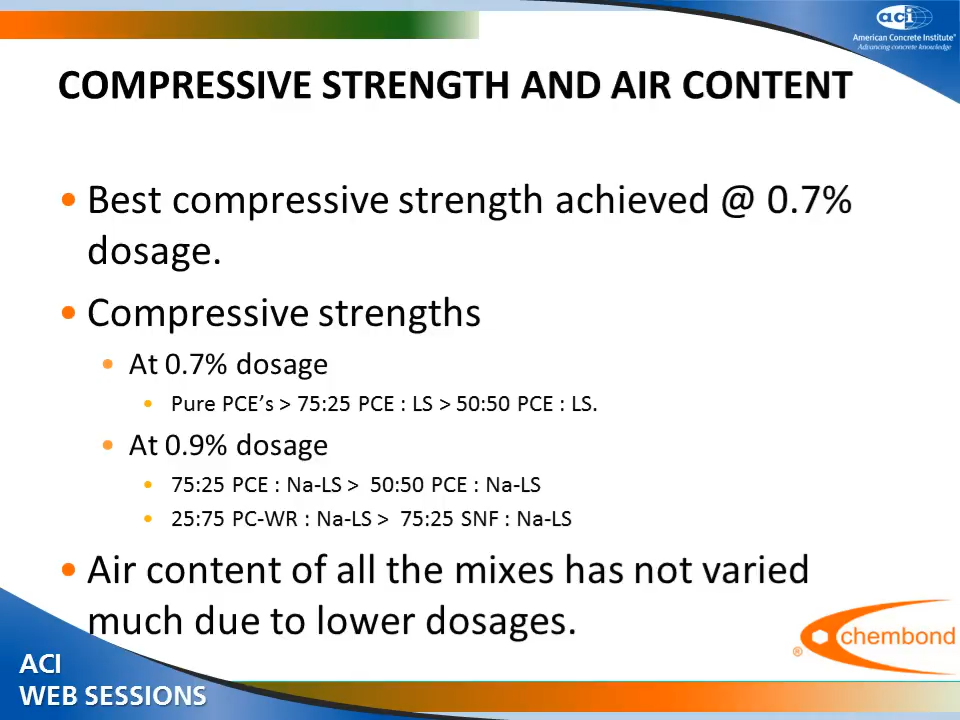 aci
American Concrete Institute®
Advancing concrete knowledge
COMPRESSIVE STRENGTH AND AIR CONTENT
• Best compressive strength achieved @ 0.7%
dosage.
• Compressive strengths
• At 0.7% dosage
• Pure PCE’s > 75:25 PCE : LS > 50:50 PCE : LS.
• At 0.9% dosage
• 75:25 PCE : Na-LS > 50:50 PCE : Na-LS
• 25:75 PC-WR : Na-LS > 75:25 SNF : Na-LS
• Air content of all the mixes has not varied
much due to lower dosages.
chembond
®
ACI
WEB SESSIONS